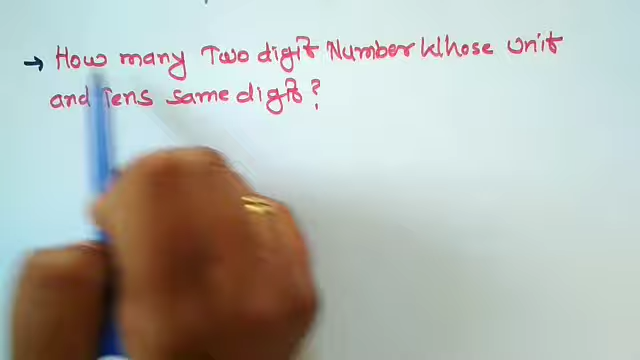 → How many Two digit Number Whose unit
and Tens same digit?